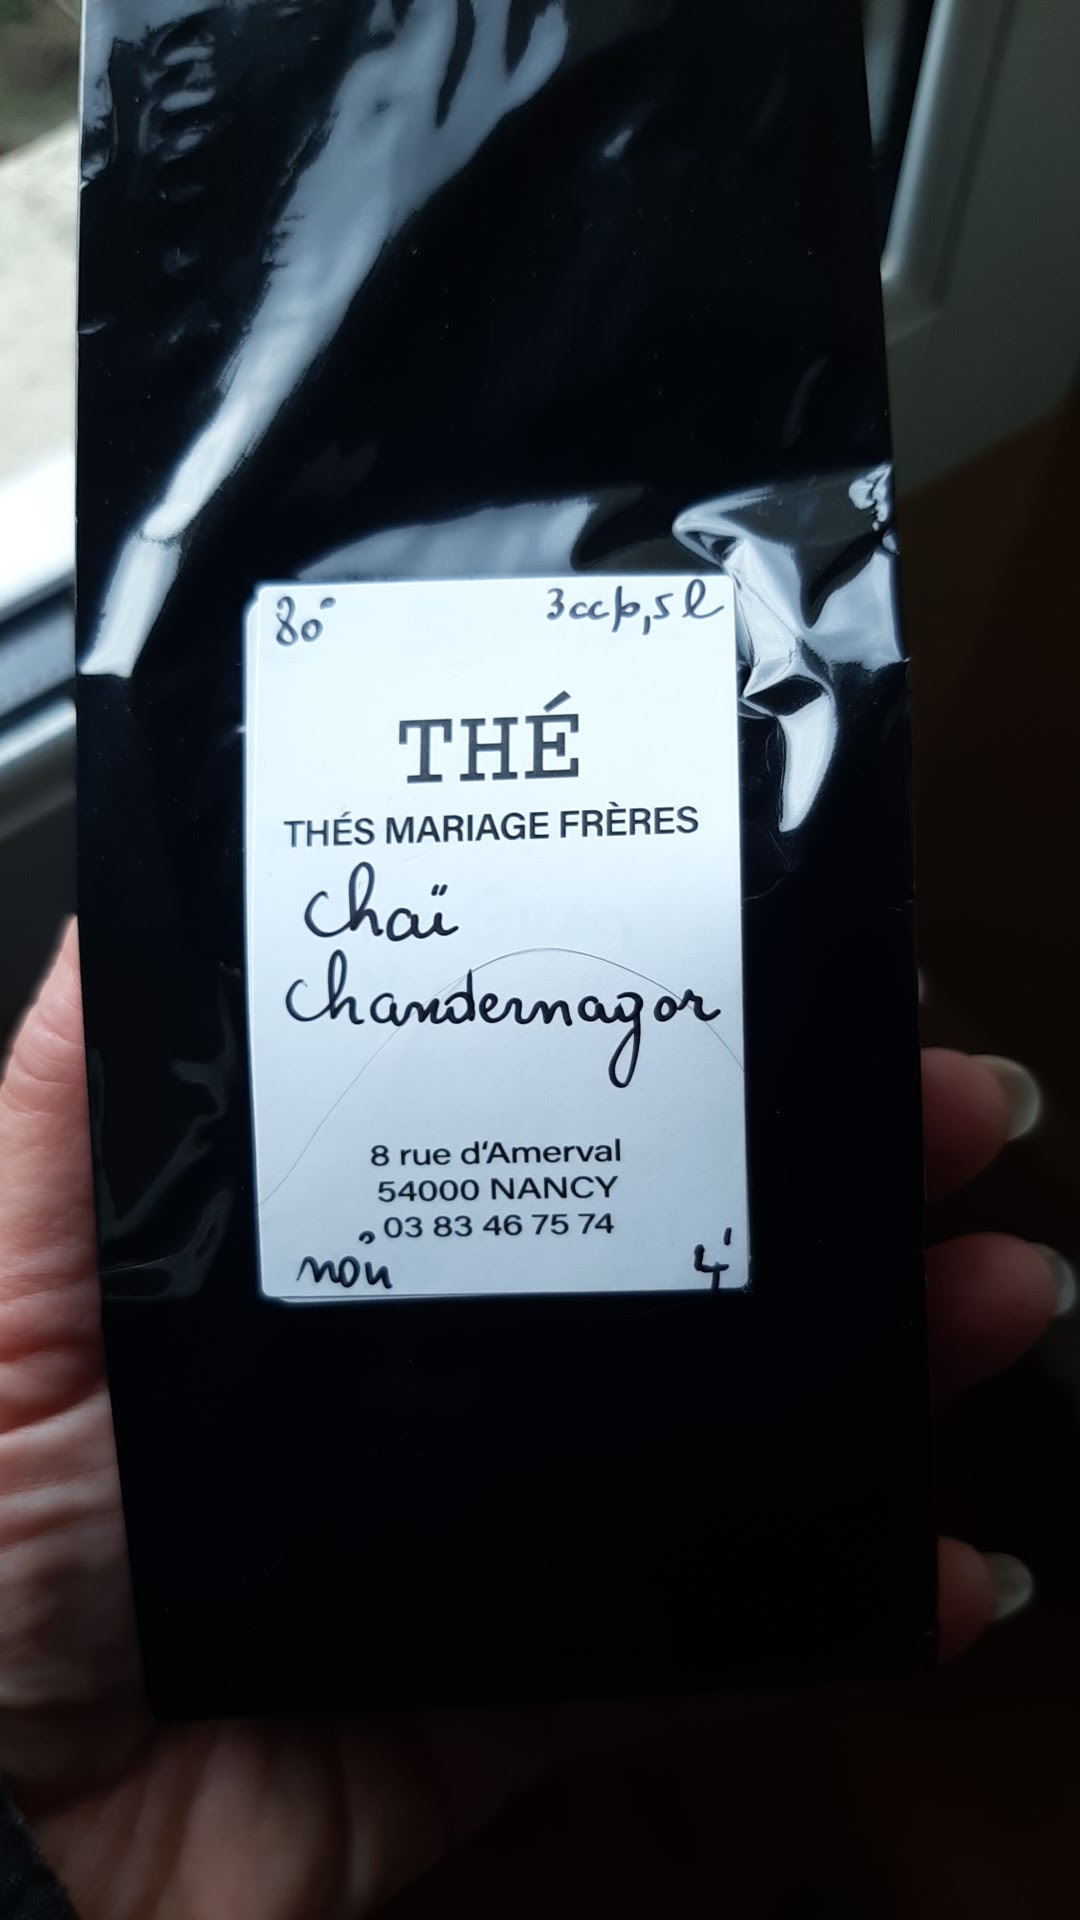 80° 3ccp,5l
THÉ
THÉS MARIAGE FRÈRES
Chaï
Chandernagor
8 rue d'Amerval
54000 NANCY
03 83 46 75 74
noir 4'